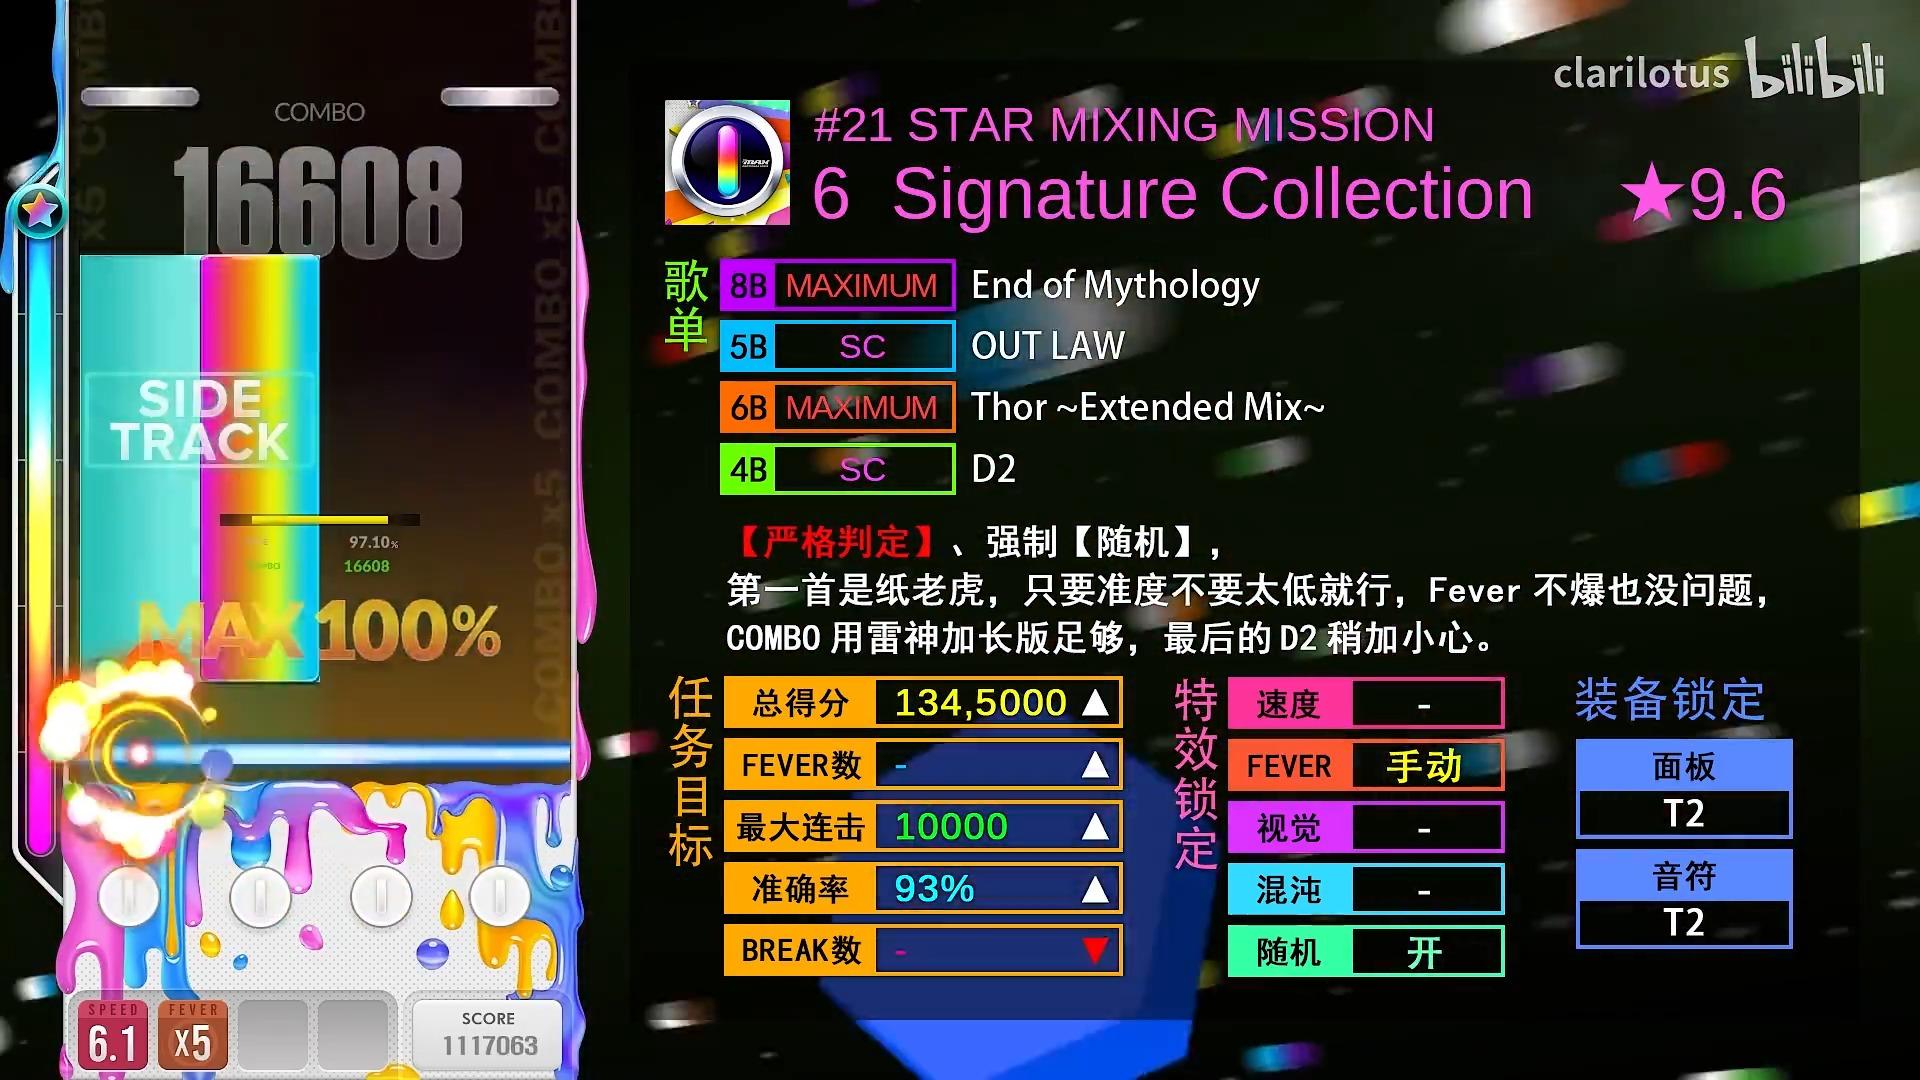 clarilotus bilibili
COMBO
16608
SIDE
TRACK
97.10%
16608
MAX 100%
SPEED
6.1
FEVER
x5
SCORE
1117063
#21 STAR MIXING MISSION
6 Signature Collection ★9.6
歌单
8B MAXIMUM End of Mythology
5B SC OUT LAW
6B MAXIMUM Thor ~Extended Mix~
4B SC D2
【严格判定】、强制【随机】，
第一首是纸老虎，只要准度不要太低就行，Fever 不爆也没问题，
COMBO 用雷神加长版足够，最后的 D2 稍加小心。
任务目标
总得分 134,5000 ▲
FEVER数 - ▲
最大连击 10000 ▲
准确率 93% ▲
BREAK数 - ▼
特效锁定
速度 -
FEVER 手动
视觉 -
混沌 -
随机 开
装备锁定
面板
T2
音符
T2